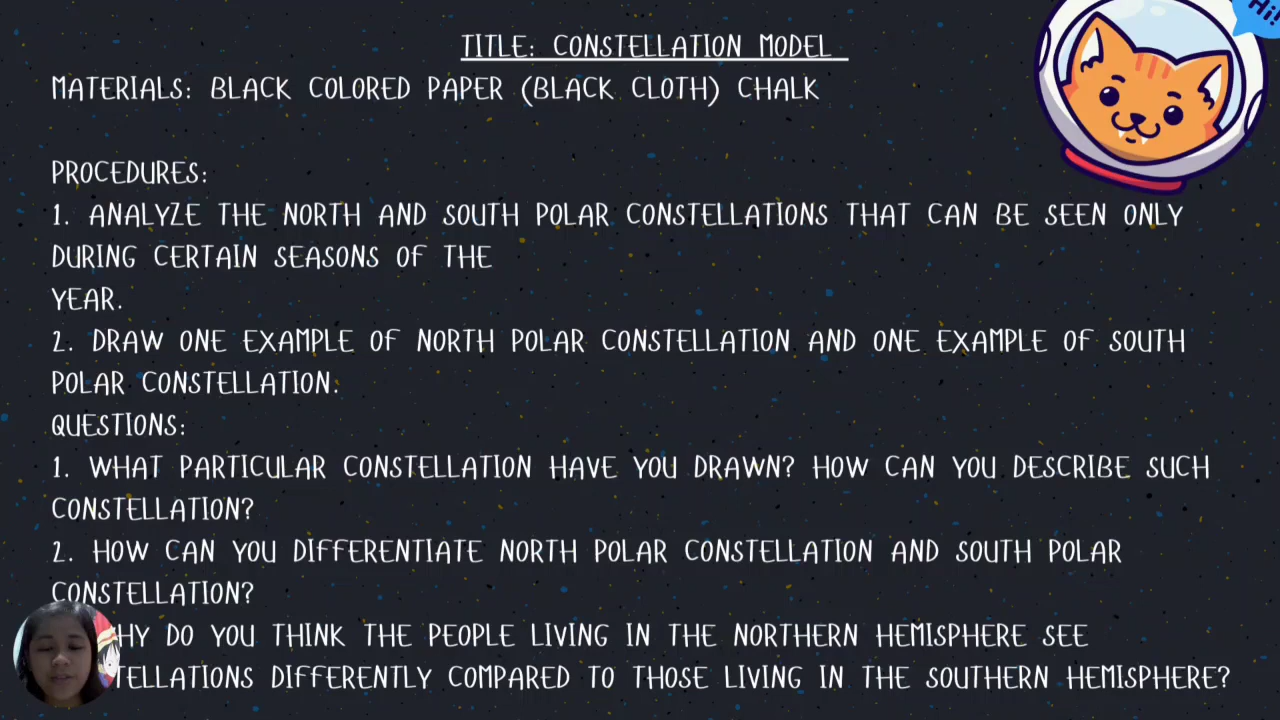 Hi!
TITLE: CONSTELLATION MODEL
MATERIALS: BLACK COLORED PAPER (BLACK CLOTH) CHALK
PROCEDURES:
1. ANALYZE THE NORTH AND SOUTH POLAR CONSTELLATIONS THAT CAN BE SEEN ONLY
DURING CERTAIN SEASONS OF THE
YEAR.
2. DRAW ONE EXAMPLE OF NORTH POLAR CONSTELLATION AND ONE EXAMPLE OF SOUTH
POLAR CONSTELLATION.
QUESTIONS:
1. WHAT PARTICULAR CONSTELLATION HAVE YOU DRAWN? HOW CAN YOU DESCRIBE SUCH
CONSTELLATION?
2. HOW CAN YOU DIFFERENTIATE NORTH POLAR CONSTELLATION AND SOUTH POLAR
CONSTELLATION?
HY DO YOU THINK THE PEOPLE LIVING IN THE NORTHERN HEMISPHERE SEE
TELLATIONS DIFFERENTLY COMPARED TO THOSE LIVING IN THE SOUTHERN HEMISPHERE?